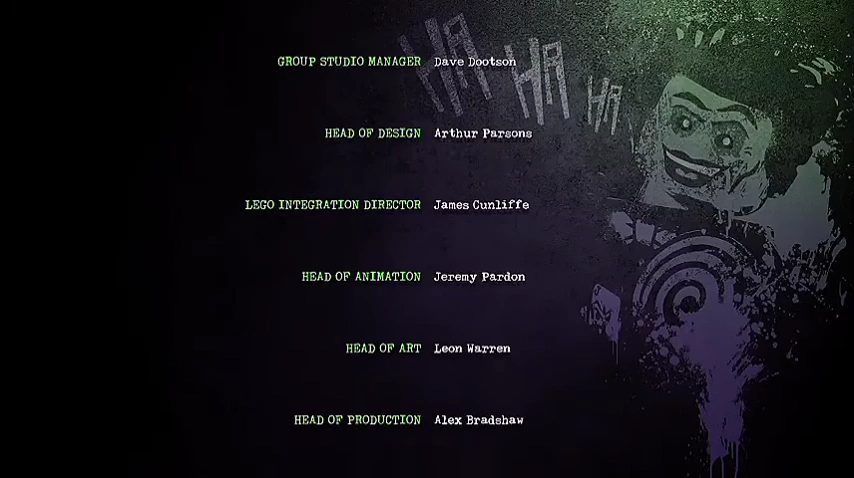 HA HA HA
GROUP STUDIO MANAGER Dave Dootson
HEAD OF DESIGN Arthur Parsons
LEGO INTEGRATION DIRECTOR James Cunliffe
HEAD OF ANIMATION Jeremy Pardon
HEAD OF ART Leon Warren
HEAD OF PRODUCTION Alex Bradshaw